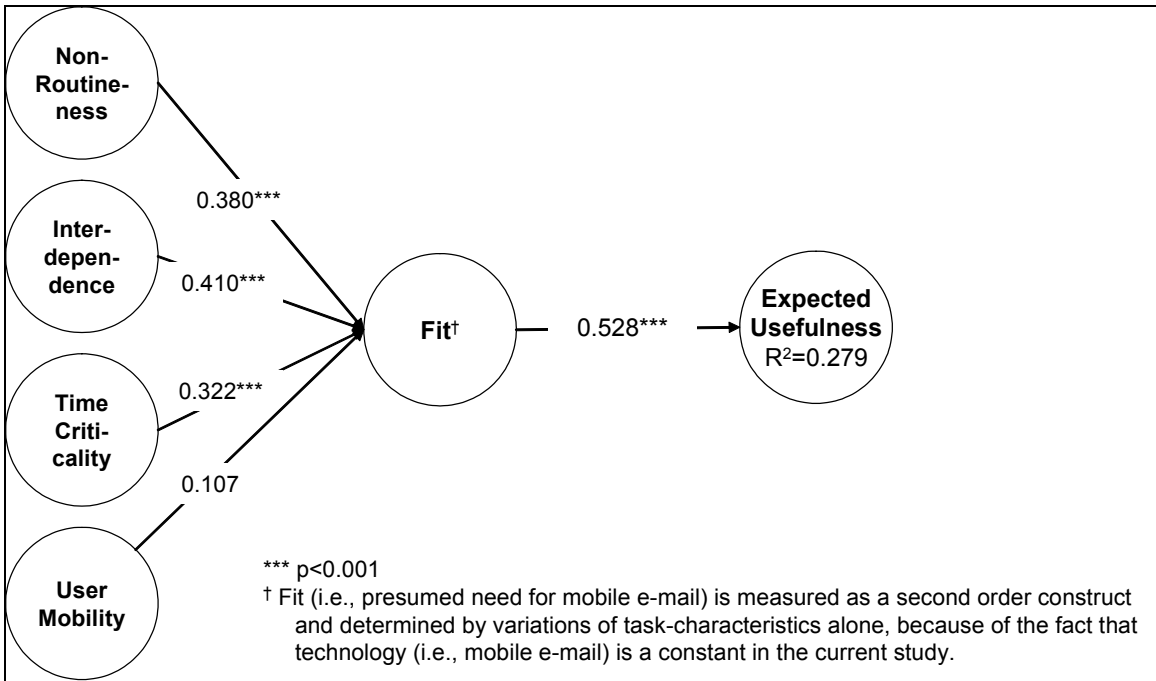 Non-
Routine-
ness
0.380***
Inter-
depen-
dence
0.410***
Time
Criti-
cality
0.322***
User
Mobility
0.107
Fit†
0.528***
Expected
Usefulness
R²=0.279
*** p<0.001
† Fit (i.e., presumed need for mobile e-mail) is measured as a second order construct
and determined by variations of task-characteristics alone, because of the fact that
technology (i.e., mobile e-mail) is a constant in the current study.